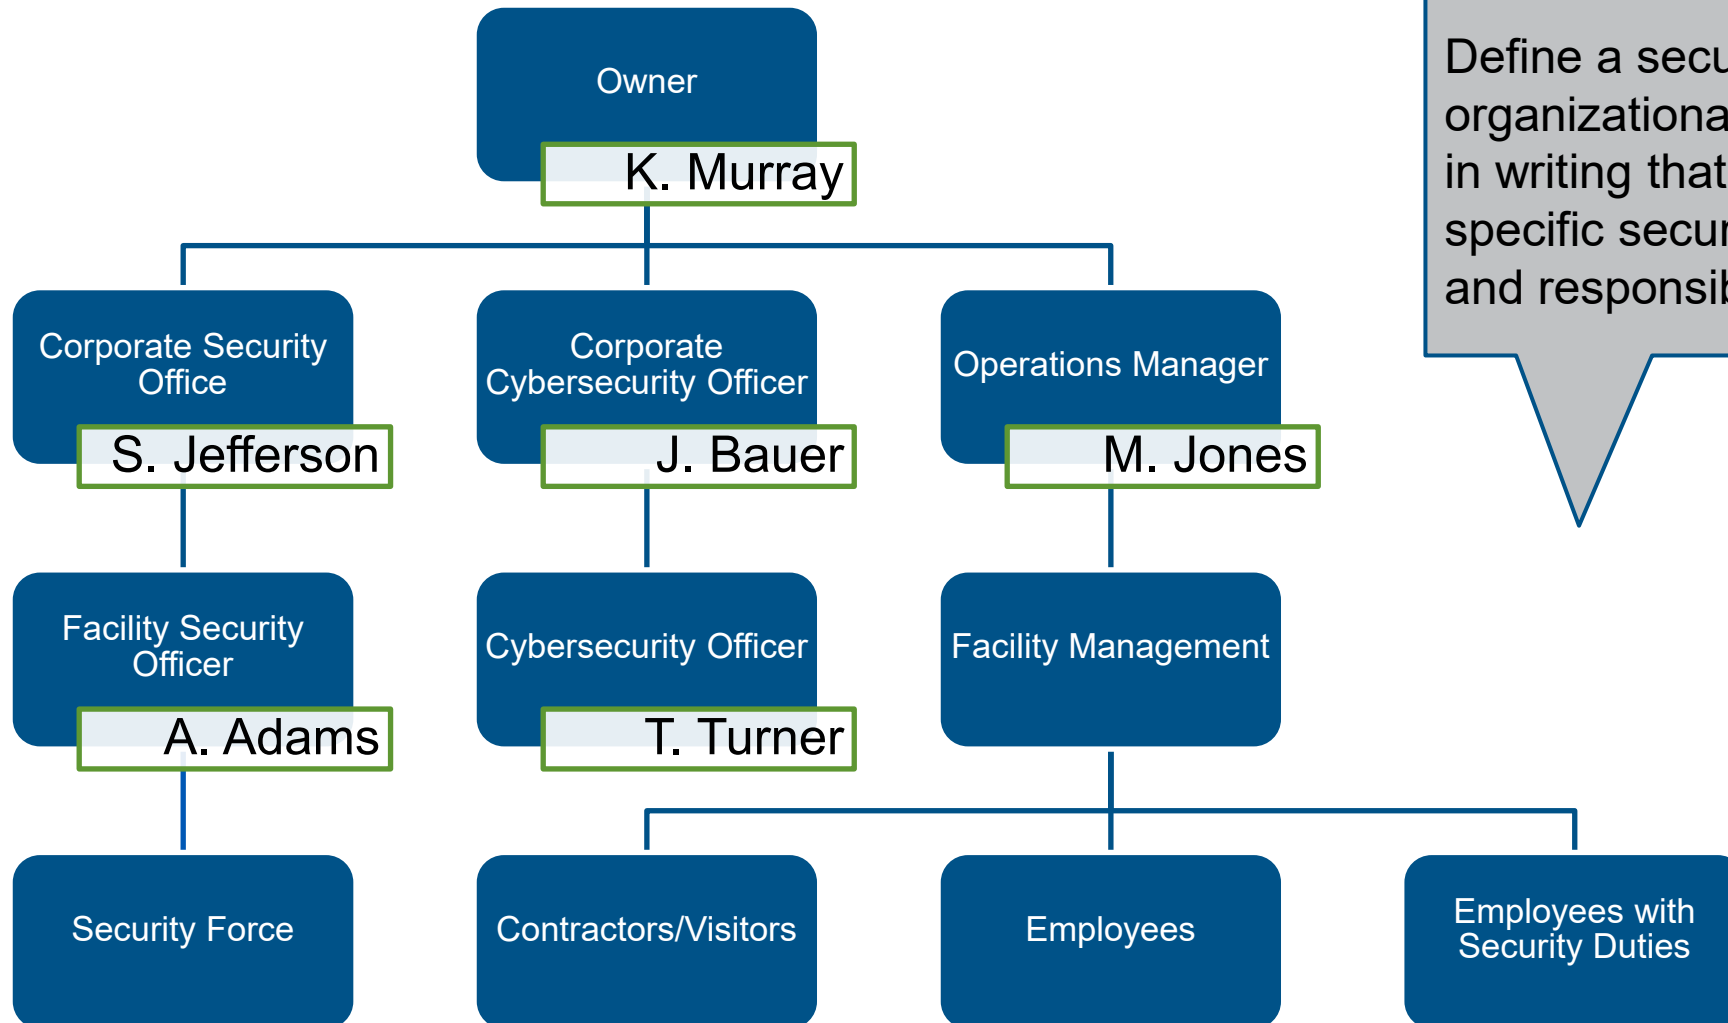 Owner
K. Murray
Define a secu
organizationa
in writing that
specific secur
and responsib
Corporate Security
Office
S. Jefferson
Corporate
Cybersecurity Officer
J. Bauer
Operations Manager
M. Jones
Facility Security
Officer
A. Adams
Cybersecurity Officer
T. Turner
Facility Management
Security Force
Contractors/Visitors
Employees
Employees with
Security Duties